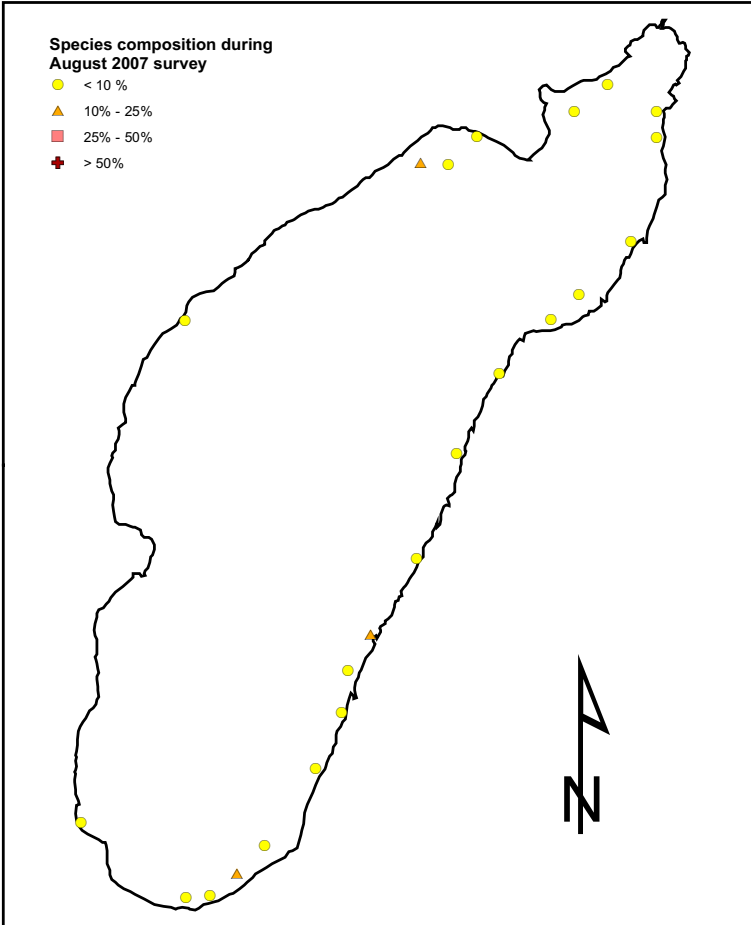 Species composition during
August 2007 survey
< 10 %
10% - 25%
25% - 50%
> 50%
N